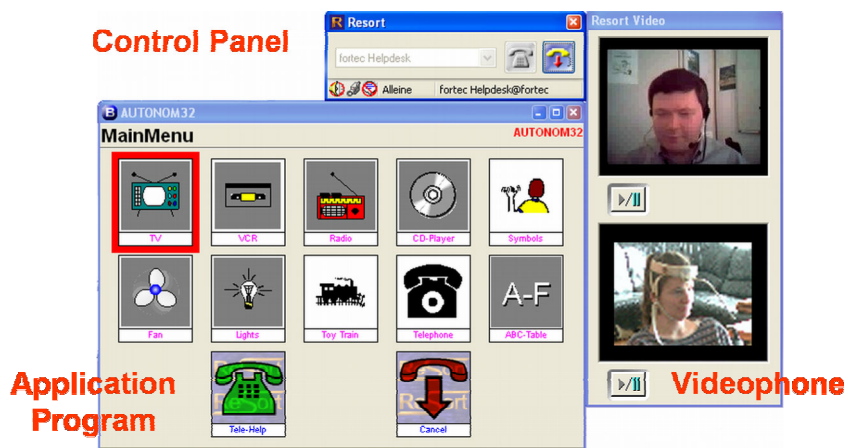 Control Panel
Resort
fortec Helpdesk
Alleine
fortec Helpdesk@fortec
Resort Video
AUTONOM32
MainMenu
AUTONOM32
TV
VCR
Radio
CD-Player
Symbols
A-F
Fan
Lights
Toy Train
Telephone
ABC-Table
Tele-Help
Cancel
Application
Program
Videophone